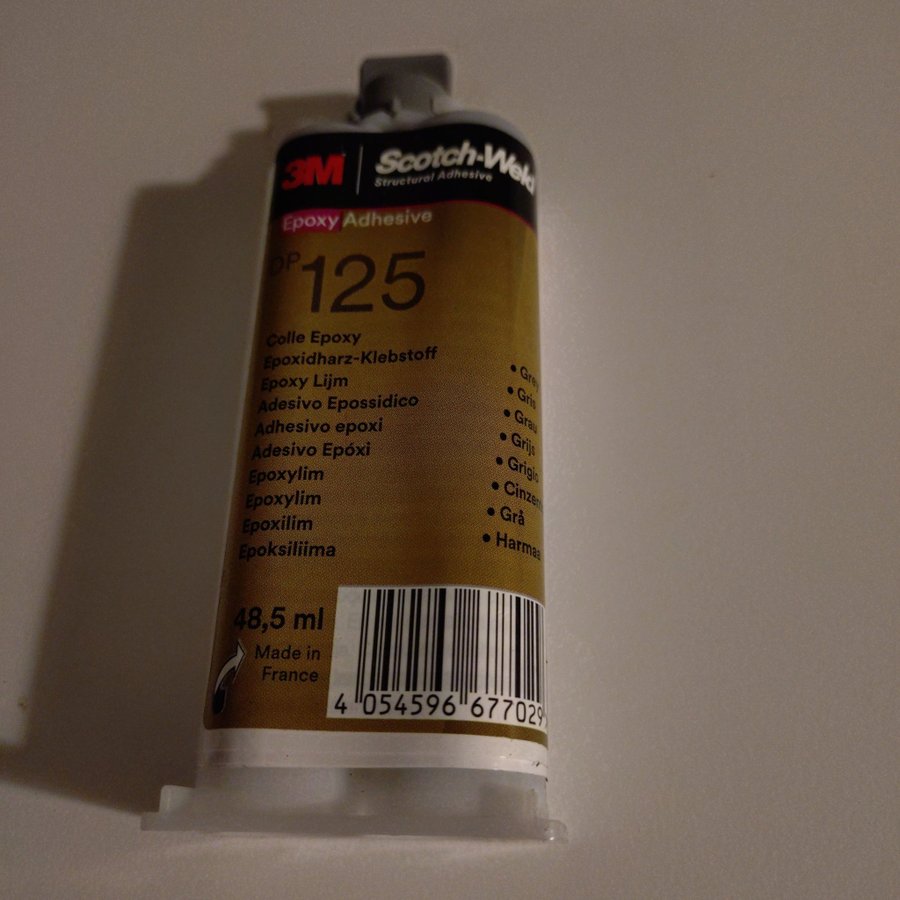 3M Scotch-Weld
Structural Adhesive
Epoxy Adhesive
DP 125
Colle Epoxy
Epoxidharz-Klebstoff
Epoxy Lijm
Adesivo Epossidico
Adhesivo epoxi
Adesivo Epóxi
Epoxylim
Epoxylim
Epoxilim
Epoksiliima
• Grey
• Gris
• Grau
• Grijs
• Grigio
• Cinzen
• Grå
• Harmaa
48,5 ml
Made in
France
4 054596 677029